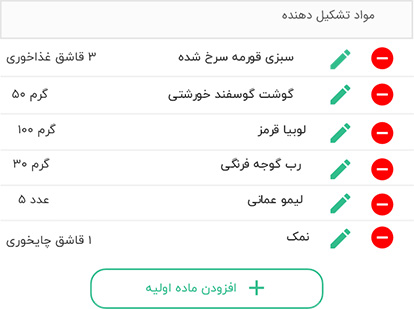 مواد تشکیل دهنده
سبزی قورمه سرخ شده ۳ قاشق غذاخوری
گوشت گوسفند خورشتی ۵۰ گرم
لوبیا قرمز ۱۰۰ گرم
رب گوجه فرنگی ۳۰ گرم
لیمو عمانی ۵ عدد
نمک ۱ قاشق چایخوری
افزودن ماده اولیه